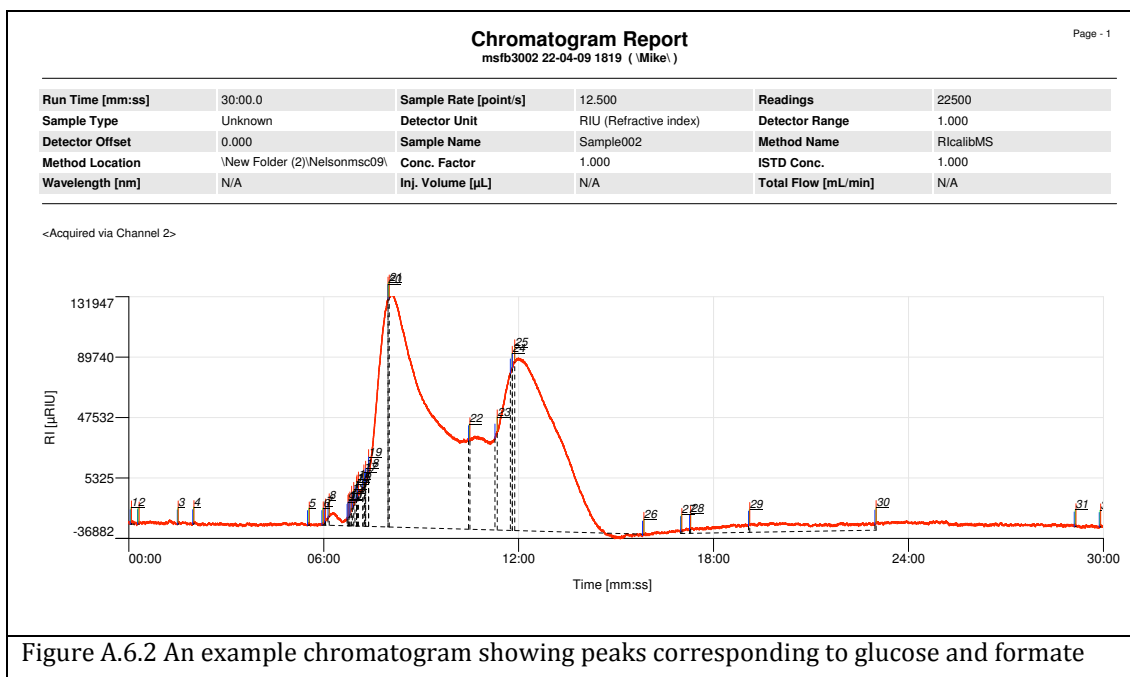 Chromatogram Report
Page - 1
msfb3002 22-04-09 1819 ( \Mike\ )
Run Time [mm:ss] 30:00.0 Sample Rate [point/s] 12.500 Readings 22500
Sample Type Unknown Detector Unit RIU (Refractive index) Detector Range 1.000
Detector Offset 0.000 Sample Name Sample002 Method Name RIcalibMS
Method Location \New Folder (2)\Nelsonmsc09\ Conc. Factor 1.000 ISTD Conc. 1.000
Wavelength [nm] N/A Inj. Volume [µL] N/A Total Flow [mL/min] N/A
<Acquired via Channel 2>
21
131947
25
24
89740
RI [µRIU]
47532
22
23
19
5325
8
1 2 3 4 5
26 27 28 29 30 31
-36882
00:00 06:00 12:00 18:00 24:00 30:00
Time [mm:ss]
Figure A.6.2 An example chromatogram showing peaks corresponding to glucose and formate